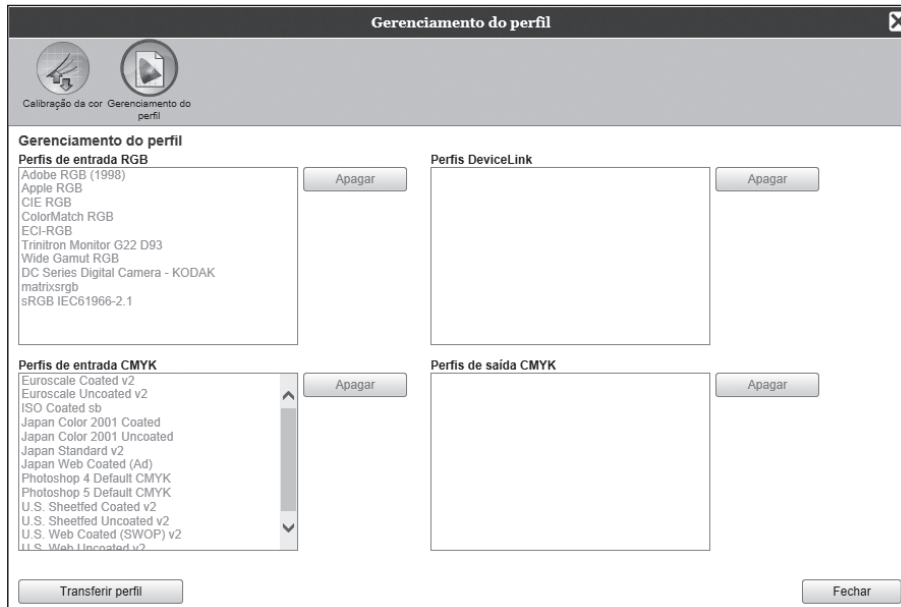 Gerenciamento do perfil
Calibração da cor
Gerenciamento do
perfil
Gerenciamento do perfil
Perfis de entrada RGB
Adobe RGB (1998)
Apple RGB
CIE RGB
ColorMatch RGB
ECI-RGB
Trinitron Monitor G22 D93
Wide Gamut RGB
DC Series Digital Camera - KODAK
matrixsrgb
sRGB IEC61966-2.1
Apagar
Perfis DeviceLink
Apagar
Perfis de entrada CMYK
Euroscale Coated v2
Euroscale Uncoated v2
ISO Coated sb
Japan Color 2001 Coated
Japan Color 2001 Uncoated
Japan Standard v2
Japan Web Coated (Ad)
Photoshop 4 Default CMYK
Photoshop 5 Default CMYK
U.S. Sheetfed Coated v2
U.S. Sheetfed Uncoated v2
U.S. Web Coated (SWOP) v2
U.S. Web Uncoated v2
Apagar
Perfis de saída CMYK
Apagar
Transferir perfil
Fechar